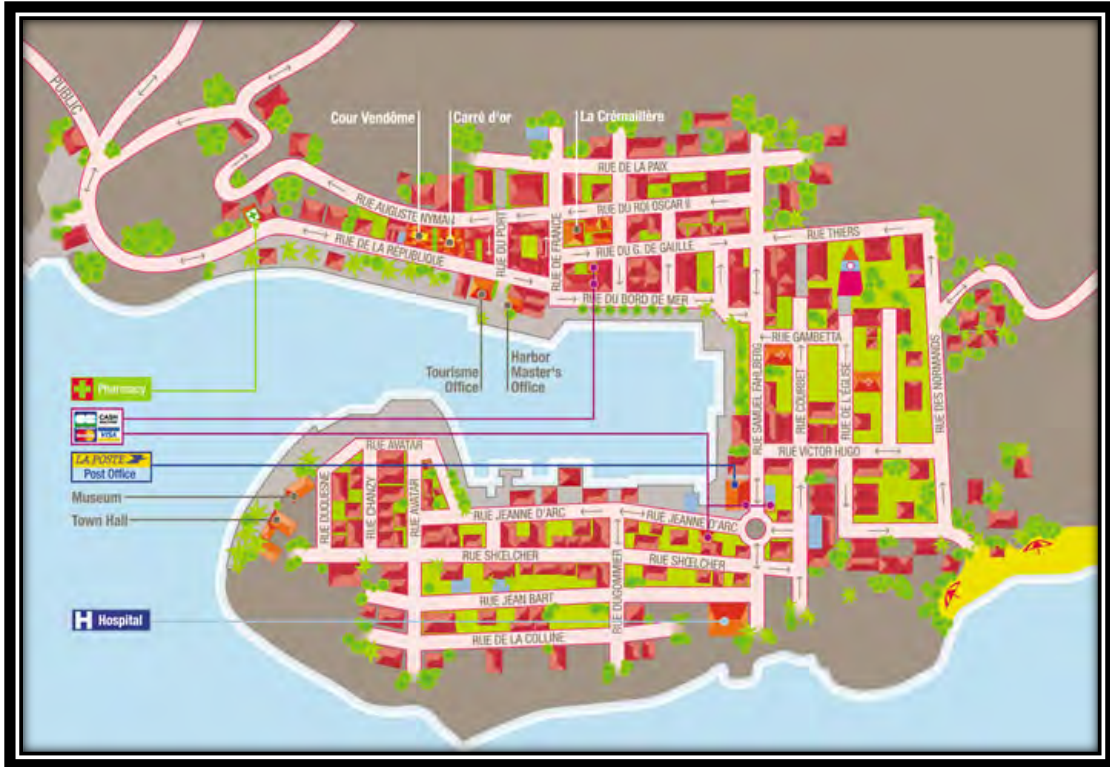 PUBLIC
Cour Vendôme
Carré d'or
La Crémaillère
RUE DE LA PAIX
RUE AUGUSTE NYMAN
RUE DU ROI OSCAR II
RUE DE LA RÉPUBLIQUE
RUE DU PORT
RUE DE FRANCE
RUE DU G. DE GAULLE
RUE THIERS
RUE DU BORD DE MER
RUE GAMBETTA
Tourisme
Office
Harbor
Master's
Office
RUE SAMUEL FAHLBERG
RUE COURBET
RUE DE L'ÉGLISE
RUE DES NORMANDS
Pharmacy
CB
CASH
VISA
LA POSTE
Post Office
Museum
Town Hall
RUE AVATAR
RUE VICTOR HUGO
RUE DUQUESNE
RUE CHANZY
RUE AVATAR
RUE JEANNE D'ARC
RUE JEANNE D'ARC
RUE SHŒLCHER
RUE SHŒLCHER
RUE DUGOMMIER
RUE JEAN BART
H Hospital
RUE DE LA COLLINE